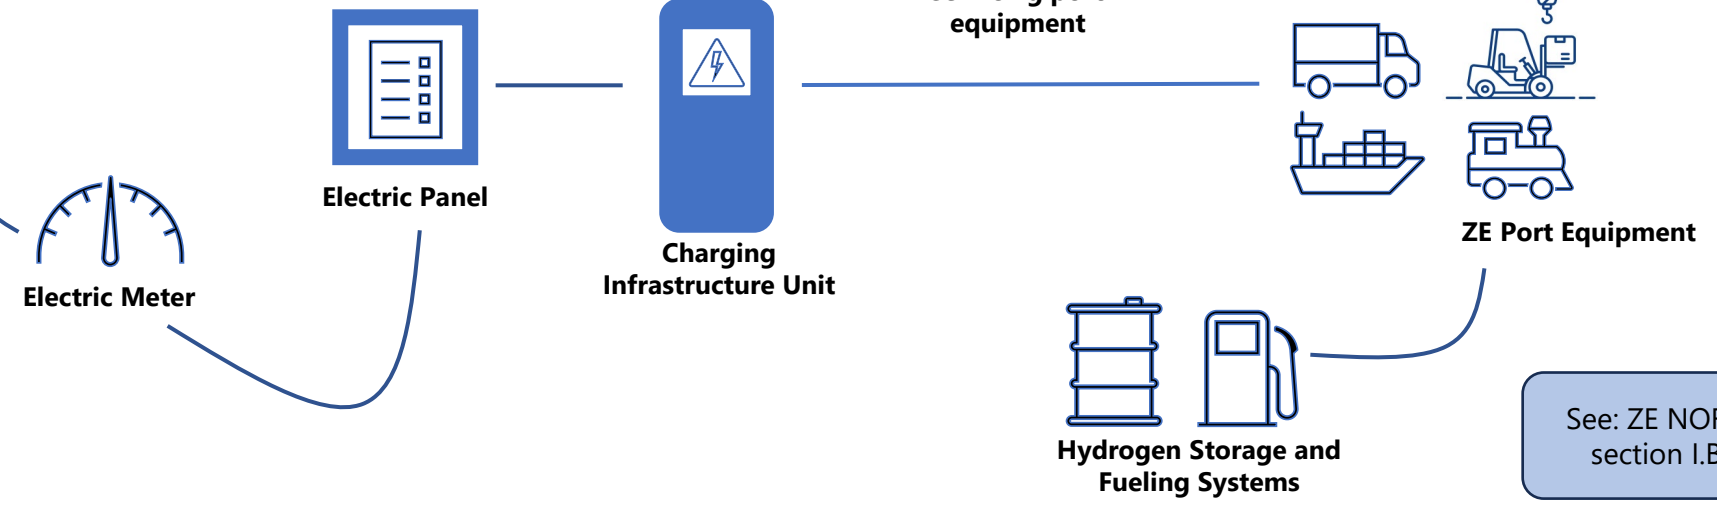 equipment
Electric Panel
Charging
Infrastructure Unit
ZE Port Equipment
Electric Meter
Hydrogen Storage and
Fueling Systems
See: ZE
section